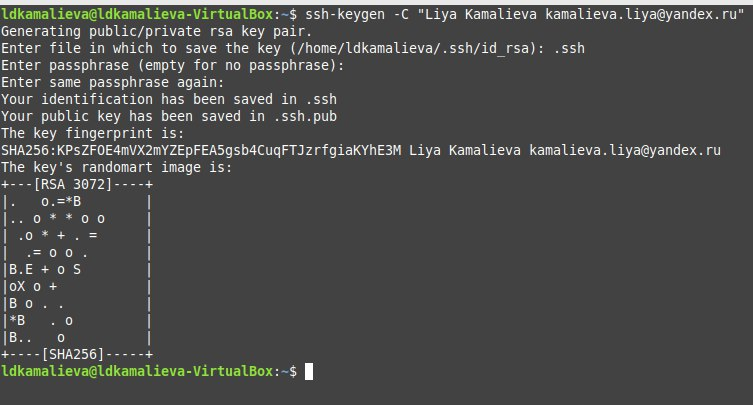 ldkamalieva@ldkamalieva-VirtualBox:~$ ssh-keygen -C "Liya Kamalieva kamalieva.liya@yandex.ru"
Generating public/private rsa key pair.
Enter file in which to save the key (/home/ldkamalieva/.ssh/id_rsa): .ssh
Enter passphrase (empty for no passphrase):
Enter same passphrase again:
Your identification has been saved in .ssh
Your public key has been saved in .ssh.pub
The key fingerprint is:
SHA256:KPsZFOE4mVX2mYZEpFEA5gsb4CuqFTJzrfgiaKYhE3M Liya Kamalieva kamalieva.liya@yandex.ru
The key's randomart image is:
+---[RSA 3072]----+
|.   o.=*B        |
|.. o * * o o     |
| .o * + . =      |
|  .= o o .       |
|B.E + o S        |
|oX o +           |
|B o . .          |
|*B   . o         |
|B..   o          |
+----[SHA256]-----+
ldkamalieva@ldkamalieva-VirtualBox:~$